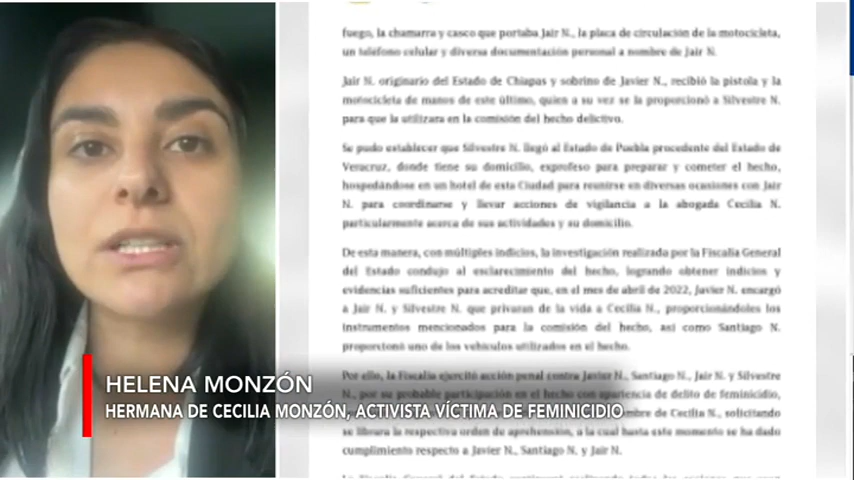 fuego, la chamarra y casco que portaba Jair N., la placa de circulación de la motocicleta,
un teléfono celular y diversa documentación personal a nombre de Jair N.
Jair N. originario del Estado de Chiapas y sobrino de Javier N., recibió la pistola y la
motocicleta de manos de este último, quien a su vez se la proporcionó a Silvestre N.
para que la utilizara en la comisión del hecho delictivo.
Se pudo establecer que Silvestre N. llegó al Estado de Puebla procedente del Estado de
Veracruz, donde tiene su domicilio, exprofeso para preparar y cometer el hecho,
hospedándose en un hotel de esta Ciudad para reunirse en diversas ocasiones con Jair
N. para coordinarse y llevar acciones de vigilancia a la abogada Cecilia N.
particularmente acerca de sus actividades y su domicilio.
De esta manera, con múltiples indicios, la investigación realizada por la Fiscalía General
del Estado condujo al esclarecimiento del hecho, logrando obtener indicios y
evidencias suficientes para acreditar que, en el mes de abril de 2022, Javier N. encargó
a Jair N. y Silvestre N. que privaran de la vida a Cecilia N., proporcionándoles los
instrumentos mencionados para la comisión del hecho, así como Santiago N.
proporcionó uno de los vehículos utilizados en el hecho.
Por ello, la Fiscalía ejercitó acción penal contra Javier N., Santiago N., Jair N. y Silvestre
N., por su probable participación en el hecho con apariencia de delito de feminicidio,
mbre de Cecilia N., solicitando
se librara la respectiva orden de aprehensión, a la cual hasta este momento se ha dado
cumplimiento respecto a Javier N., Santiago N. y Jair N.
HELENA MONZÓN
HERMANA DE CECILIA MONZÓN, ACTIVISTA VÍCTIMA DE FEMINICIDIO